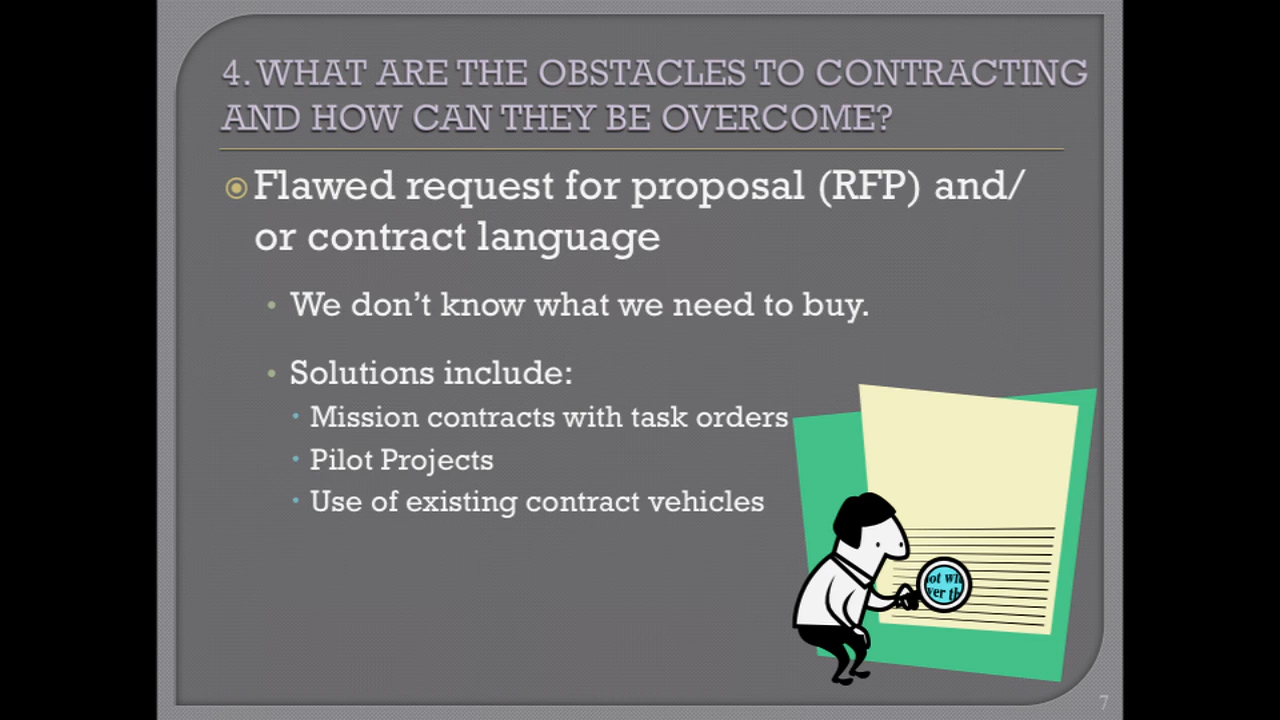 4. WHAT ARE THE OBSTACLES TO CONTRACTING
AND HOW CAN THEY BE OVERCOME?
Flawed request for proposal (RFP) and/
or contract language
• We don't know what we need to buy.
• Solutions include:
• Mission contracts with task orders
• Pilot Projects
• Use of existing contract vehicles
7